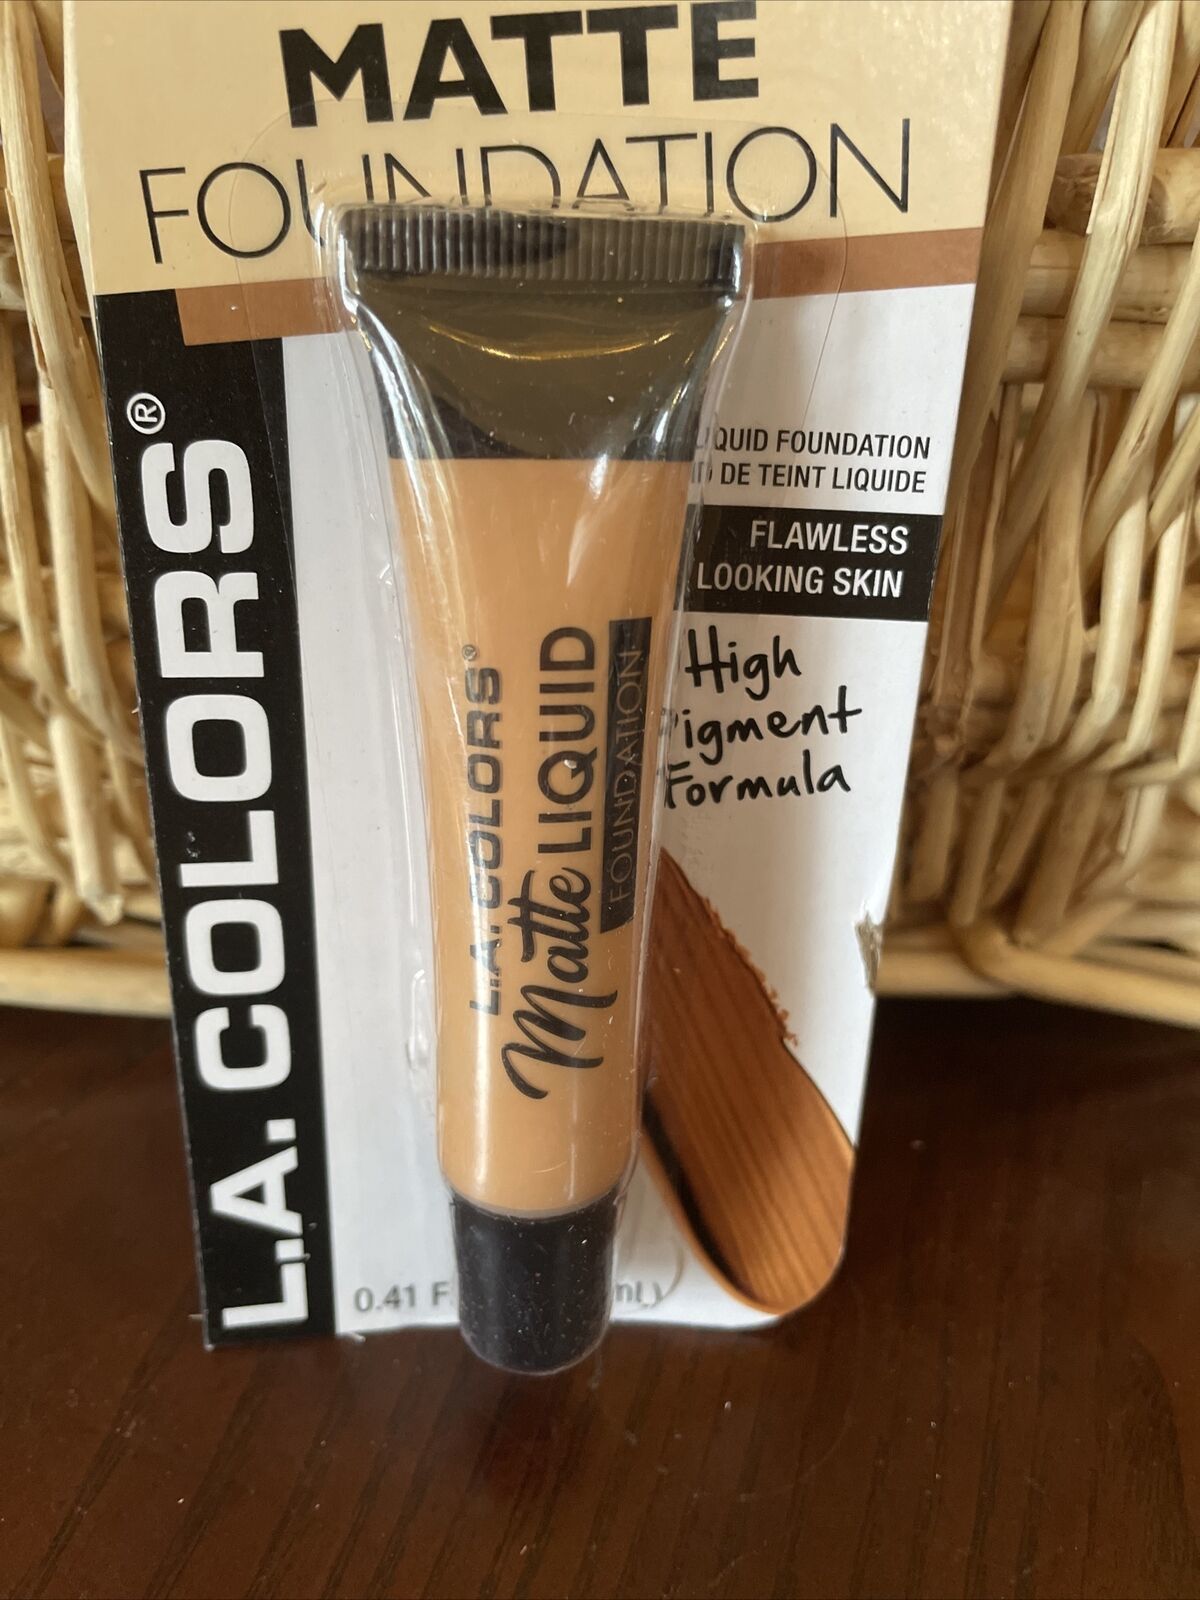 MATTE
FOUNDATION
L.A. COLORS®
LIQUID FOUNDATION
DE TEINT LIQUIDE
FLAWLESS
LOOKING SKIN
High
Pigment
Formula
L.A. COLORS®
Matte LIQUID
FOUNDATION
0.41 F